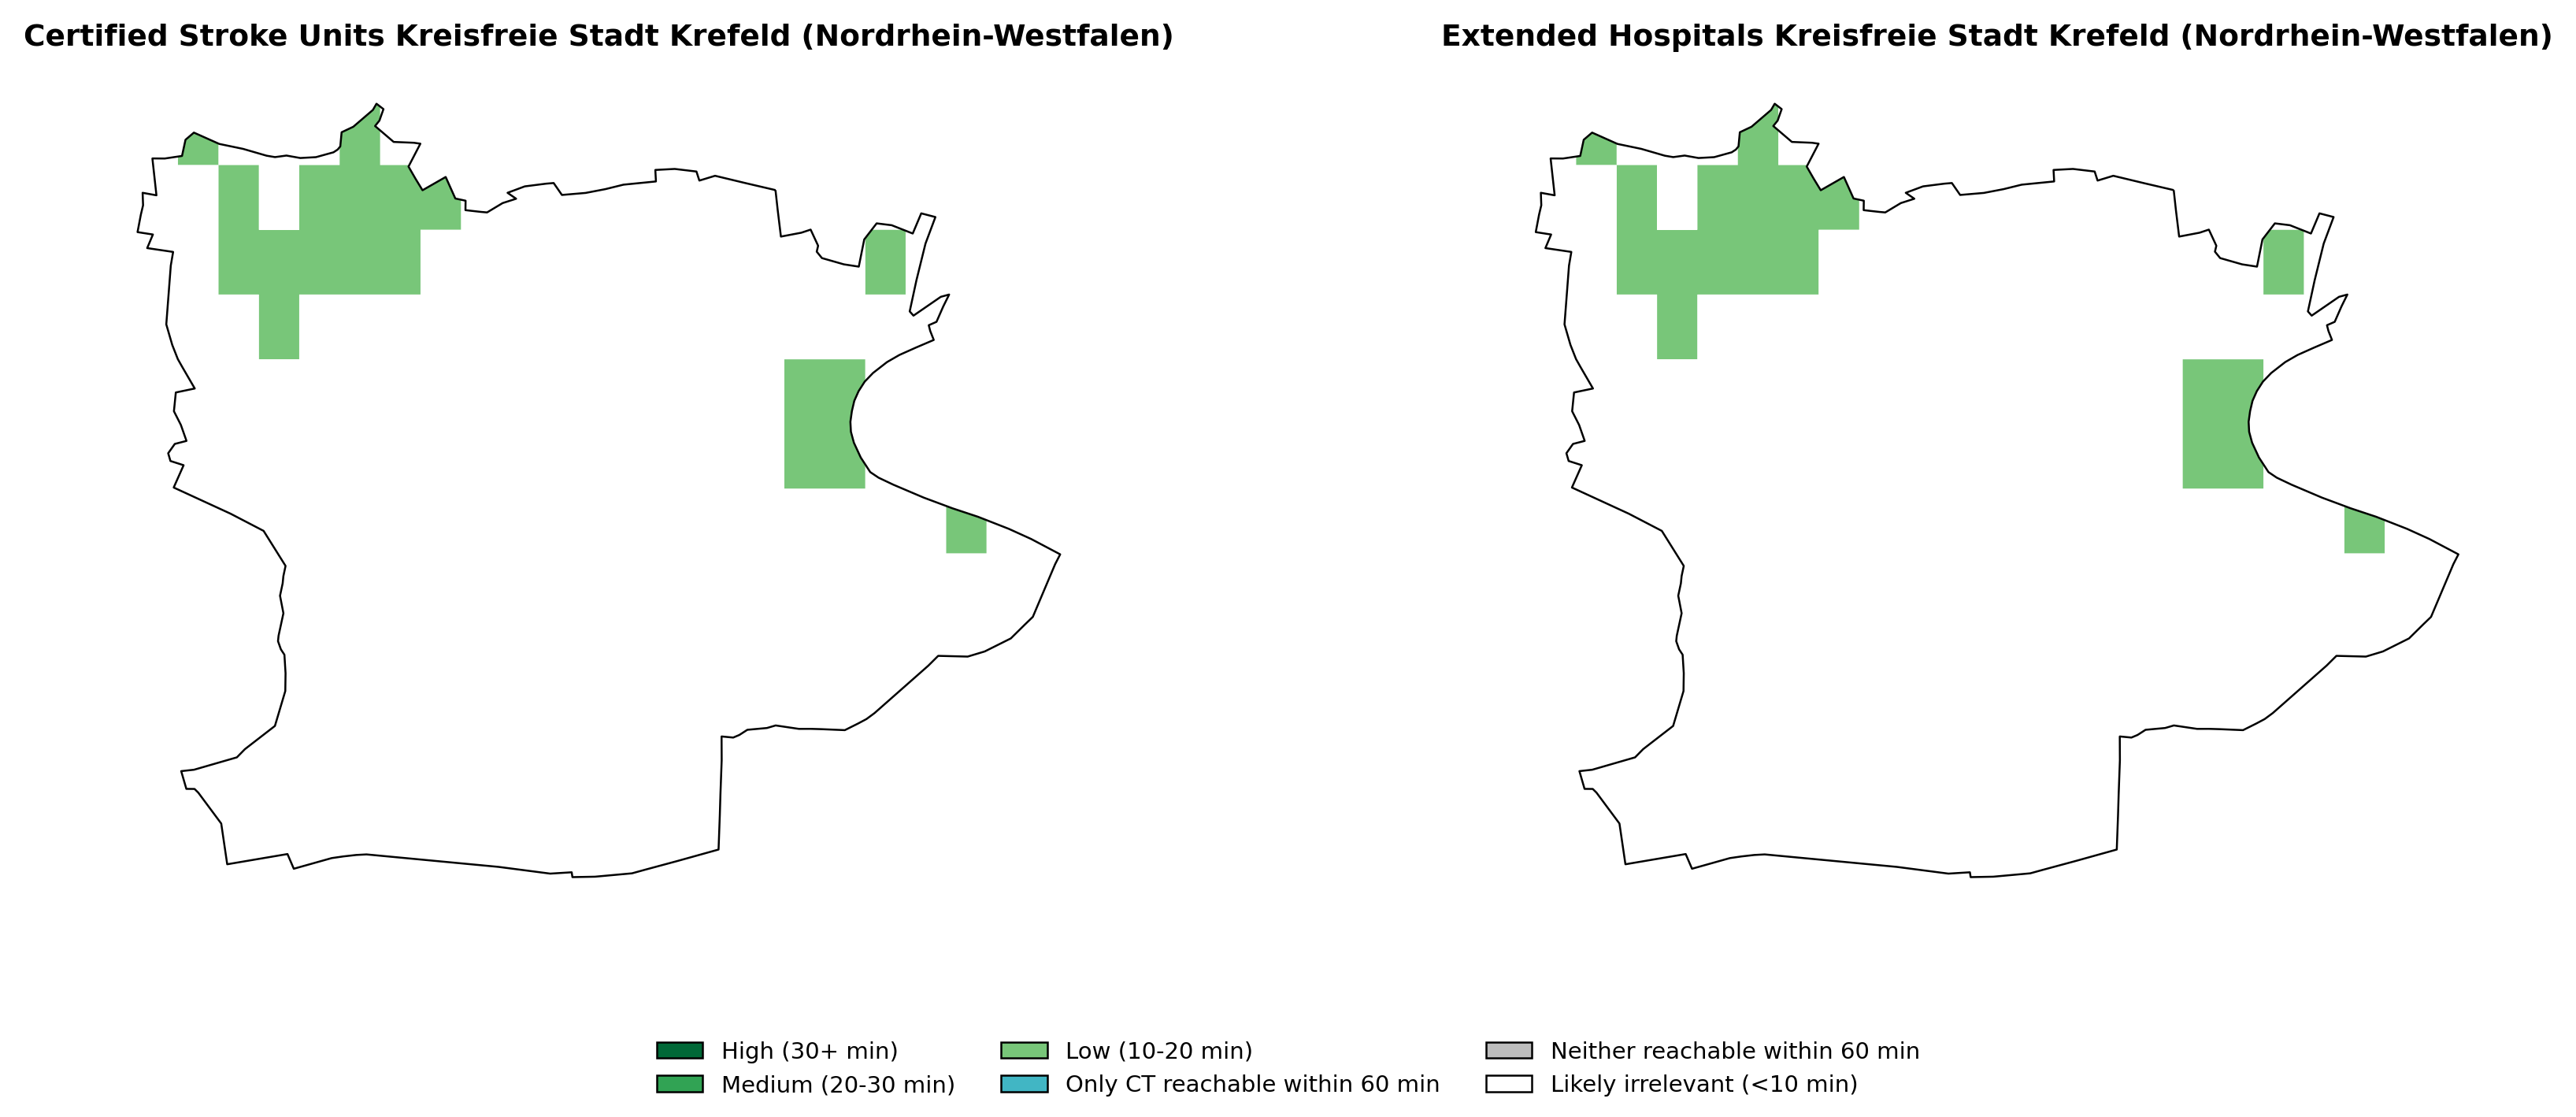 Certified Stroke Units Kreisfreie Stadt Krefeld (Nordrhein-Westfalen)
Extended Hospitals Kreisfreie Stadt Krefeld (Nordrhein-Westfalen)
High (30+ min)
Medium (20-30 min)
Low (10-20 min)
Only CT reachable within 60 min
Neither reachable within 60 min
Likely irrelevant (<10 min)